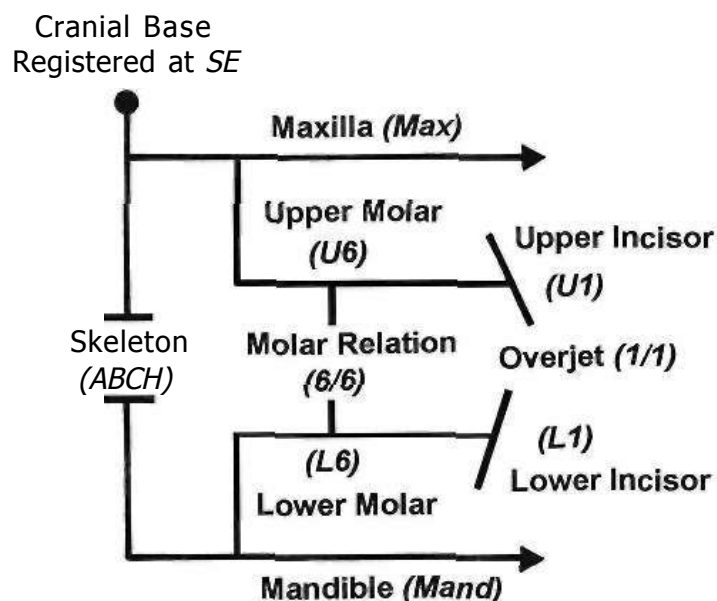 Cranial Base
Registered at SE
Maxilla (Max)
Upper Molar
(U6)
Upper Incisor
(U1)
Skeleton
(ABCH)
Molar Relation
(6/6)
Overjet (1/1)
(L6)
Lower Molar
(L1)
Lower Incisor
Mandible (Mand)